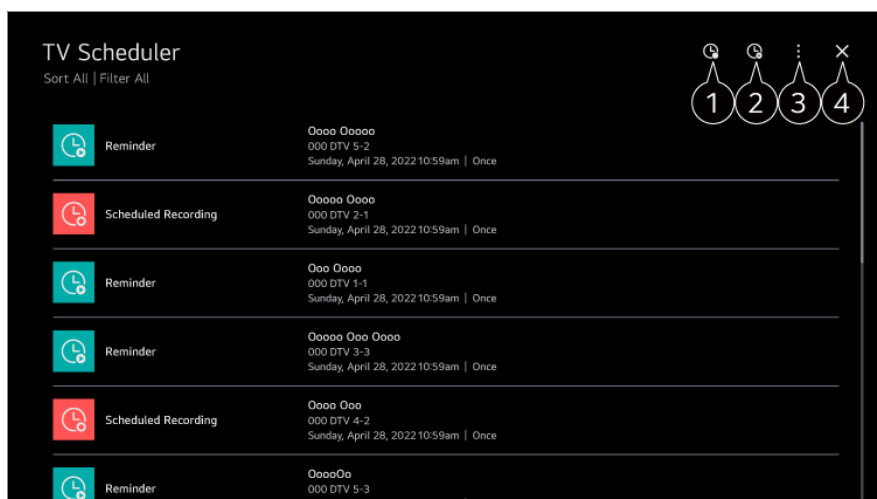 TV Scheduler
Sort All | Filter All
1 2 3 4
Reminder
Oooo Ooooo
000 DTV 5-2
Sunday, April 28, 2022 10:59am | Once
Scheduled Recording
Ooooo Oooo
000 DTV 2-1
Sunday, April 28, 2022 10:59am | Once
Reminder
Ooo Oooo
000 DTV 1-1
Sunday, April 28, 2022 10:59am | Once
Reminder
Ooooo Ooo Oooo
000 DTV 3-3
Sunday, April 28, 2022 10:59am | Once
Scheduled Recording
Oooo Ooo
000 DTV 4-2
Sunday, April 28, 2022 10:59am | Once
Reminder
OoooOo
000 DTV 5-3